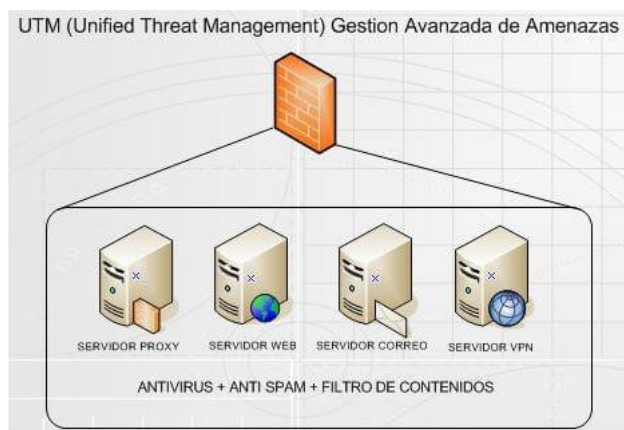 UTM (Unified Threat Management) Gestion Avanzada de Amenazas
SERVIDOR PROXY
SERVIDOR WEB
SERVIDOR CORREO
SERVIDOR VPN
ANTIVIRUS + ANTI SPAM + FILTRO DE CONTENIDOS